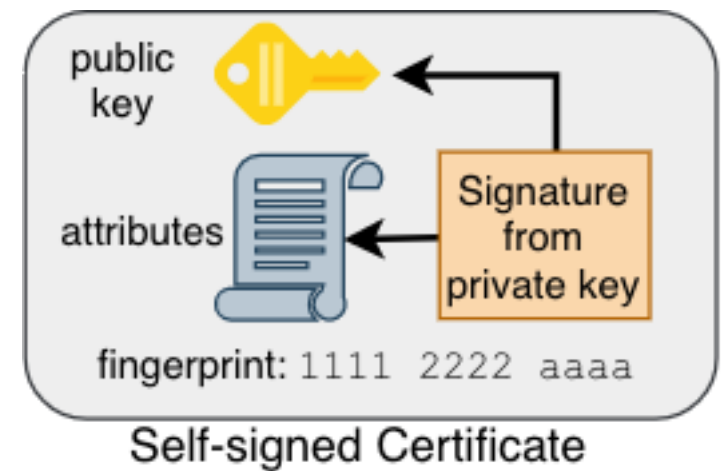 public
key
attributes
Signature
from
private key
fingerprint: 1111 2222 aaaa
Self-signed Certificate